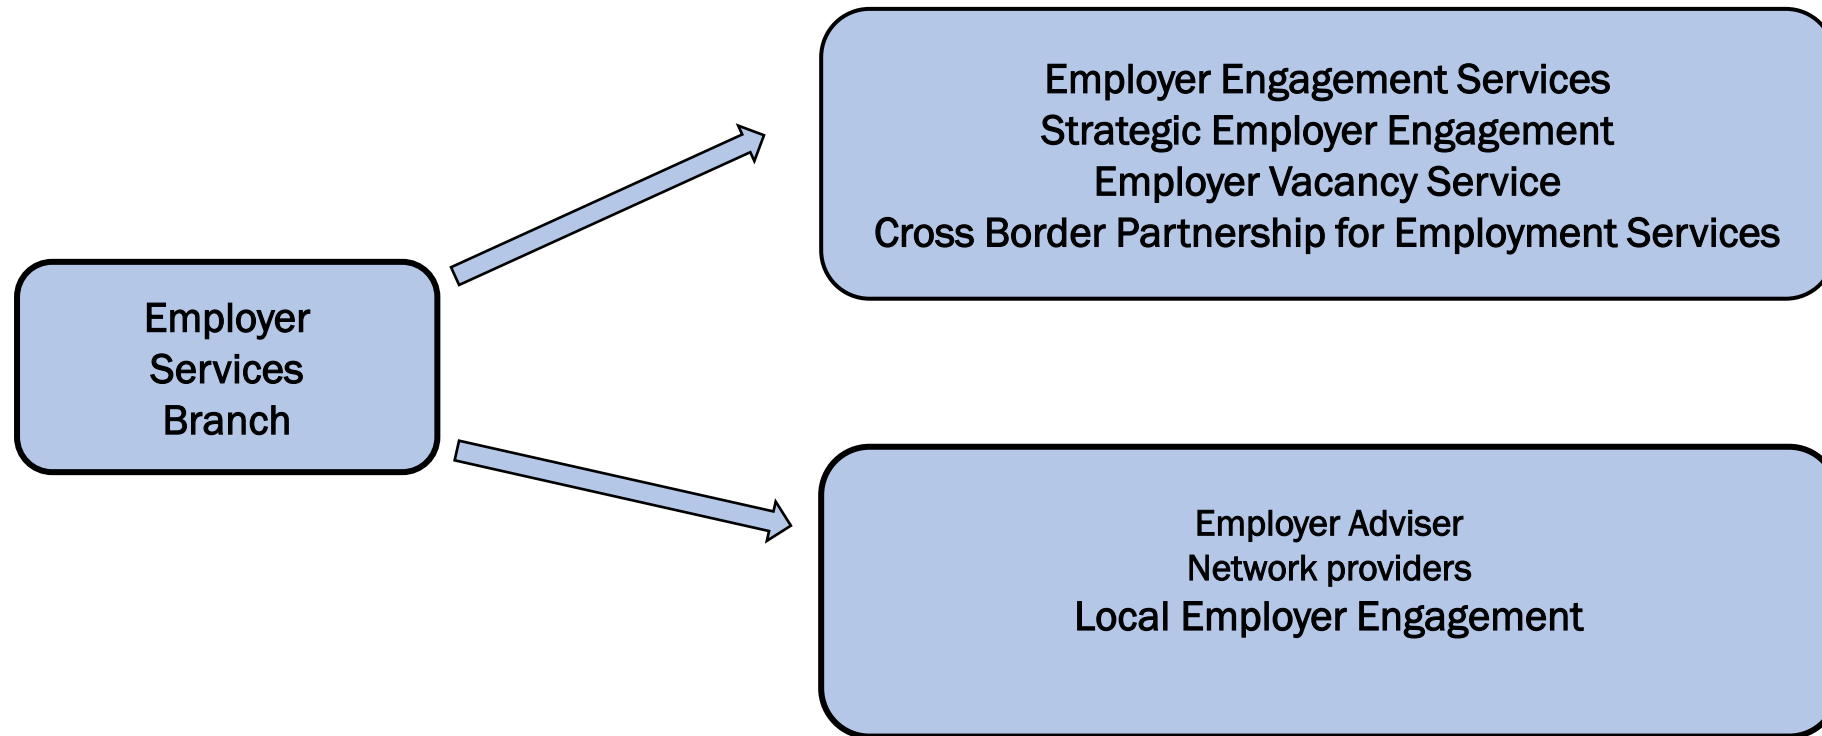 Employer
Services
Branch
Employer Engagement Services
Strategic Employer Engagement
Employer Vacancy Service
Cross Border Partnership for Employment Services
Employer Adviser
Network providers
Local Employer Engagement